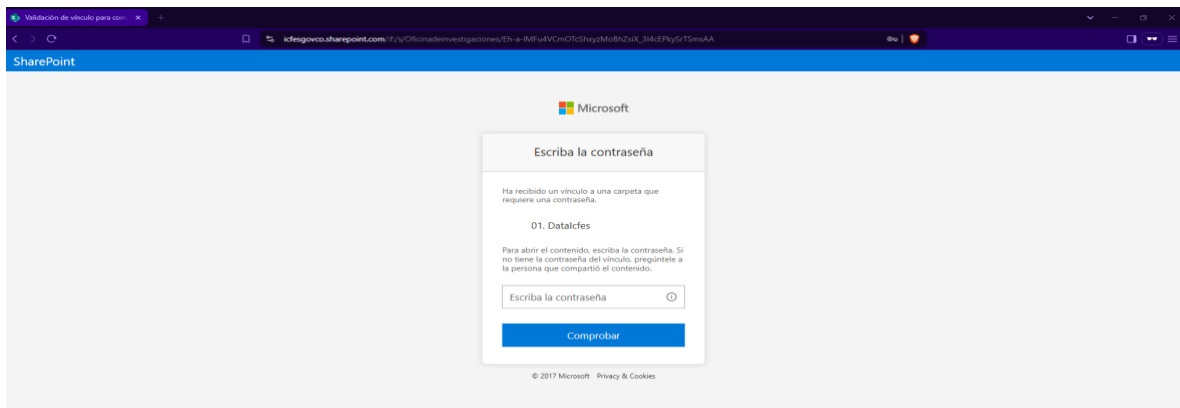 Validación de vínculo para com
icfesgovco.sharepoint.com/:f:/s/Oficinadeinvestigaciones/Eh-a-IMFu4VCmOTcShxyzMoBhZsiX_3I4cEPkySrTSmsAA
SharePoint
Microsoft
Escriba la contraseña
Ha recibido un vínculo a una carpeta que
requiere una contraseña.
01. DataIcfes
Para abrir el contenido, escriba la contraseña. Si
no tiene la contraseña del vínculo, pregúntele a
la persona que compartió el contenido.
Escriba la contraseña
Comprobar
© 2017 Microsoft Privacy & Cookies